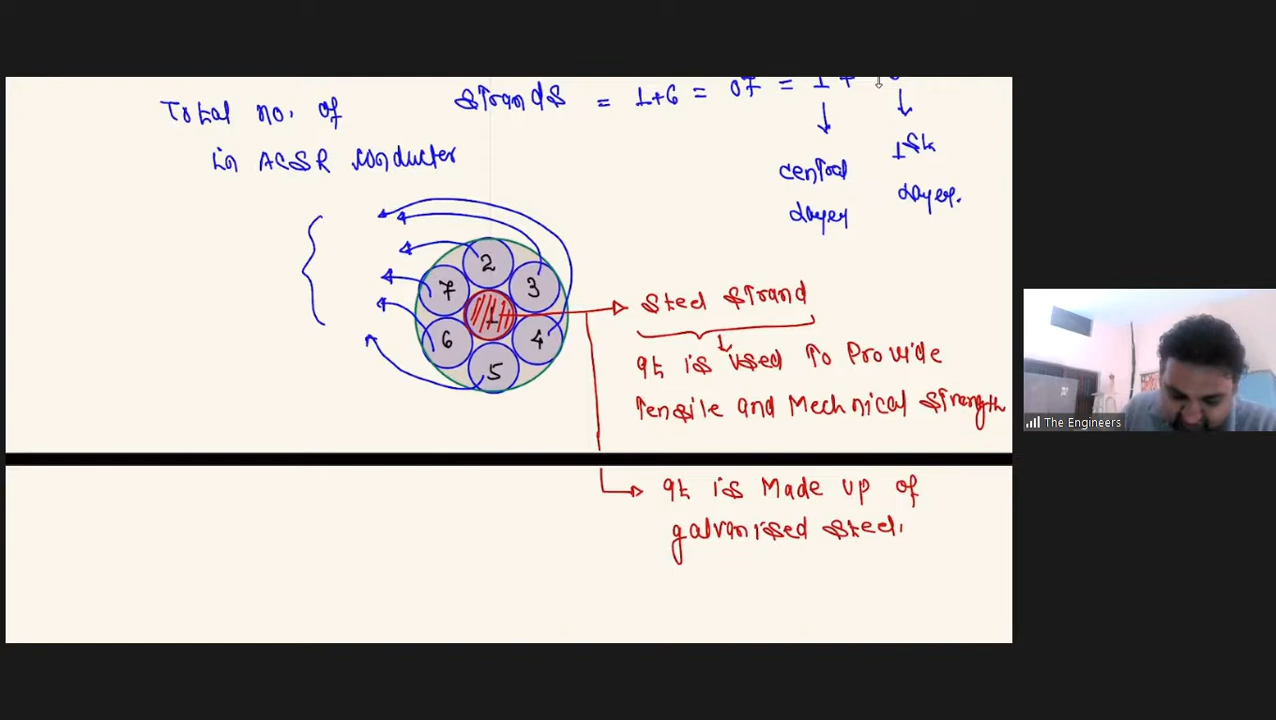 Total no. of strands = 1+6 = 07 = 1 +
in ACSR conductor
central
layer
1st
layer.
2
7
3
1
6
4
5
Steel strand
It is used to Provide
Tensile and Mechnical Strength
It is Made up of
galvanised steel.
The Engineers